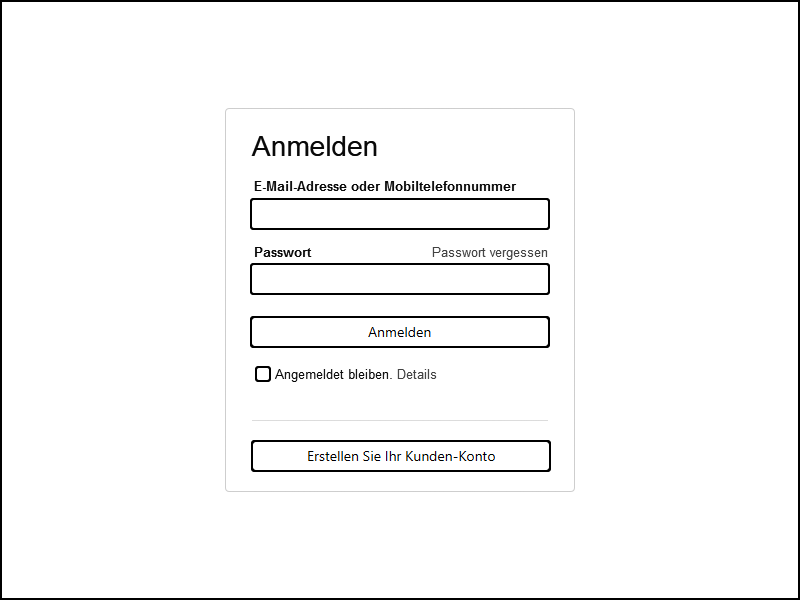 Anmelden
E-Mail-Adresse oder Mobiltelefonnummer
Passwort Passwort vergessen
Anmelden
Angemeldet bleiben. Details
Erstellen Sie Ihr Kunden-Konto